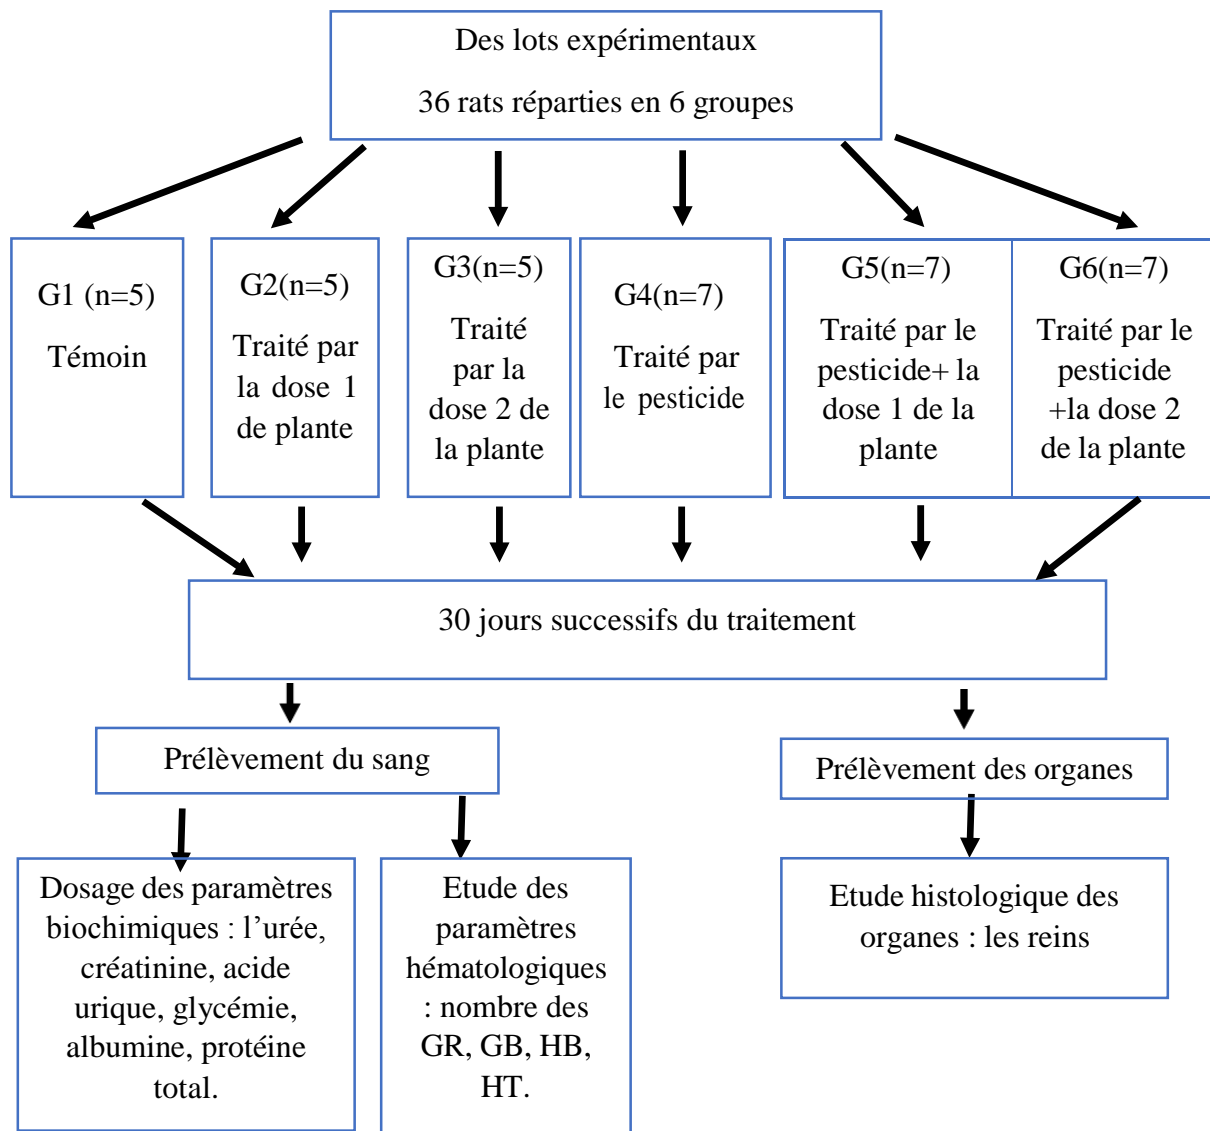 Des lots expérimentaux
36 rats réparties en 6 groupes
G1 (n=5)
Témoin
G2(n=5)
Traité par
la dose 1
de plante
G3(n=5)
Traité
par la
dose 2 de
la plante
G4(n=7)
Traité par
le pesticide
G5(n=7)
Traité par le
pesticide+ la
dose 1 de la
plante
G6(n=7)
Traité par le
pesticide
+la dose 2
de la plante
30 jours successifs du traitement
Prélèvement du sang
Prélèvement des organes
Dosage des paramètres
biochimiques : l’urée,
créatinine, acide
urique, glycémie,
albumine, protéine
total.
Etude des
paramètres
hématologiques
: nombre des
GR, GB, HB,
HT.
Etude histologique des
organes : les reins